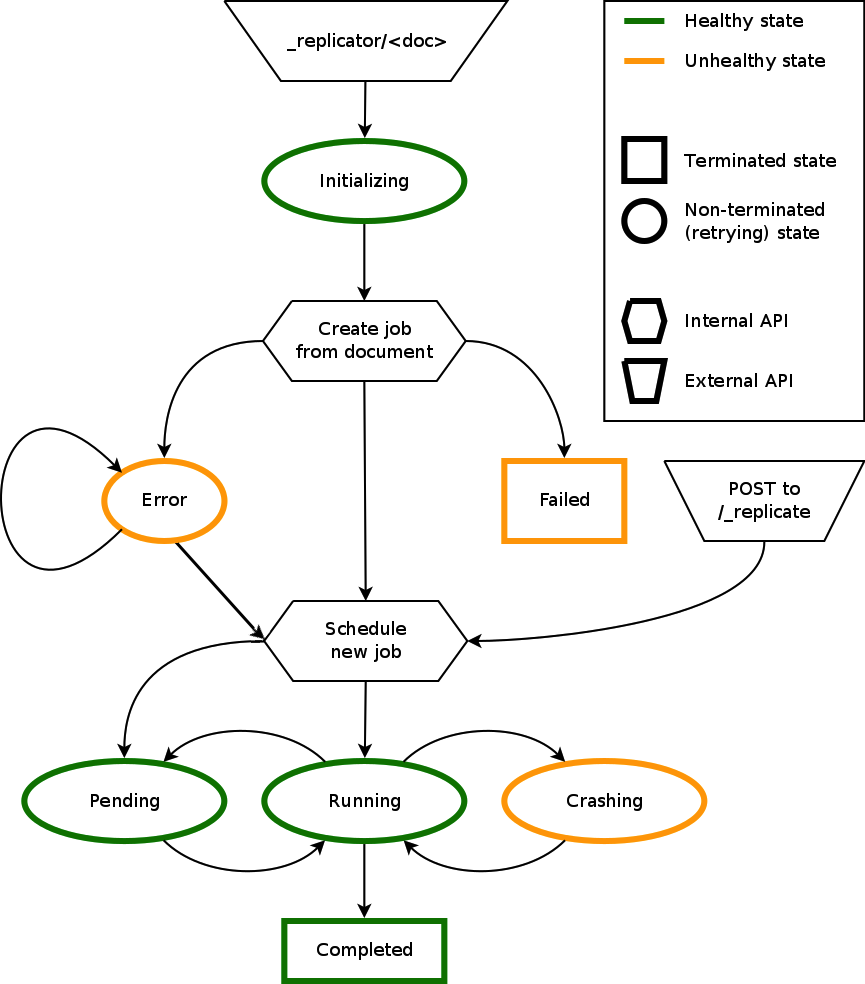 _replicator/<doc>
Initializing
Create job
from document
Error
Failed
Schedule
new job
Pending
Running
Crashing
Completed
POST to
/_replicate
Healthy state
Unhealthy state
Terminated state
Non-terminated
(retrying) state
Internal API
External API